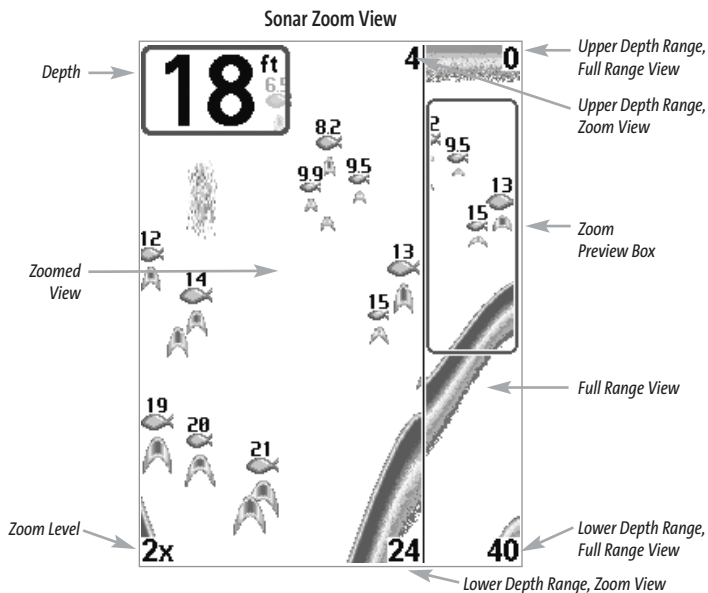 Sonar Zoom View
Depth
18 ft
6.5
4
0
Upper Depth Range,
Full Range View
Upper Depth Range,
Zoom View
8.2
9.9
9.5
2
9.5
13
15
Zoom
Preview Box
12
14
13
15
Zoomed
View
Full Range View
19
20
21
Zoom Level
2x
24
40
Lower Depth Range,
Full Range View
Lower Depth Range, Zoom View